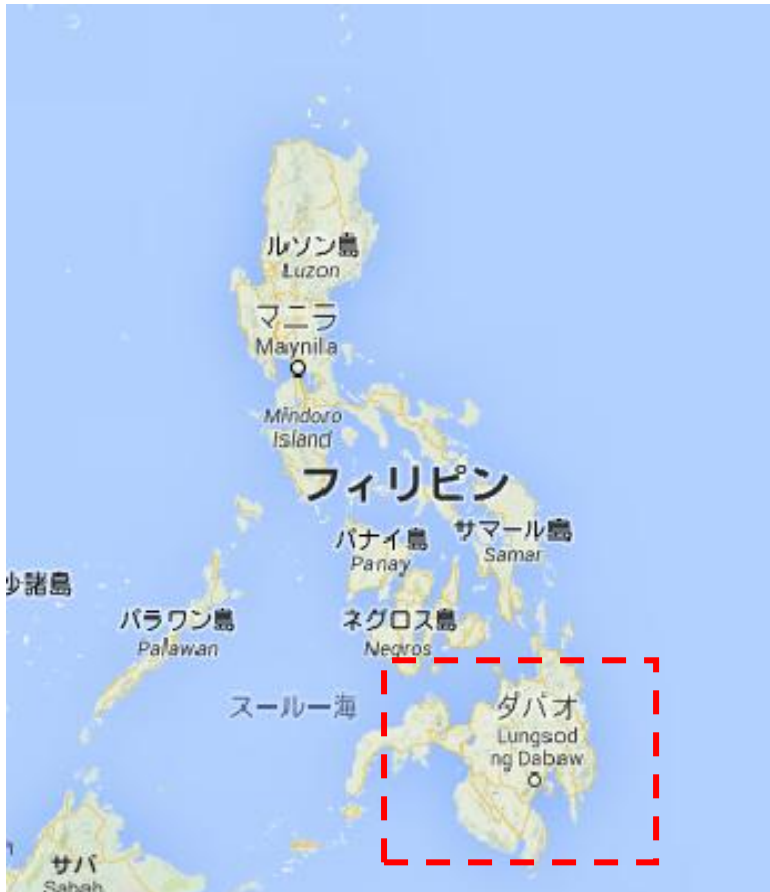 ルソン島
Luzon
マニラ
Maynila
Mindoro
Island
フィリピン
パナイ島
Panay
サマール島
Samar
沙諸島
パラワン島
Palawan
ネグロス島
Negros
スールー海
ダバオ
Lungsod
ng Dabaw
サバ
Sabah